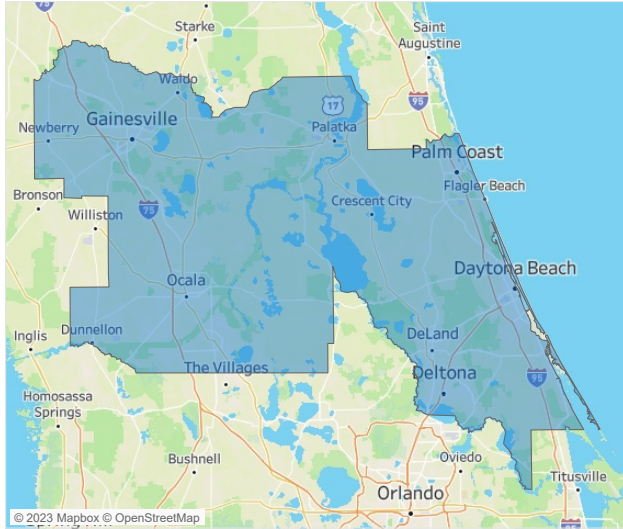 Starke
Saint
Augustine
Waldo
95
17
Newberry
Gainesville
Palatka
Palm Coast
Flagler Beach
Bronson
Williston
75
Crescent City
Ocala
Daytona Beach
Inglis
Dunnellon
DeLand
The Villages
Deltona
95
Homosassa
Springs
Bushnell
Oviedo
Titusville
Orlando
© 2023 Mapbox © OpenStreetMap